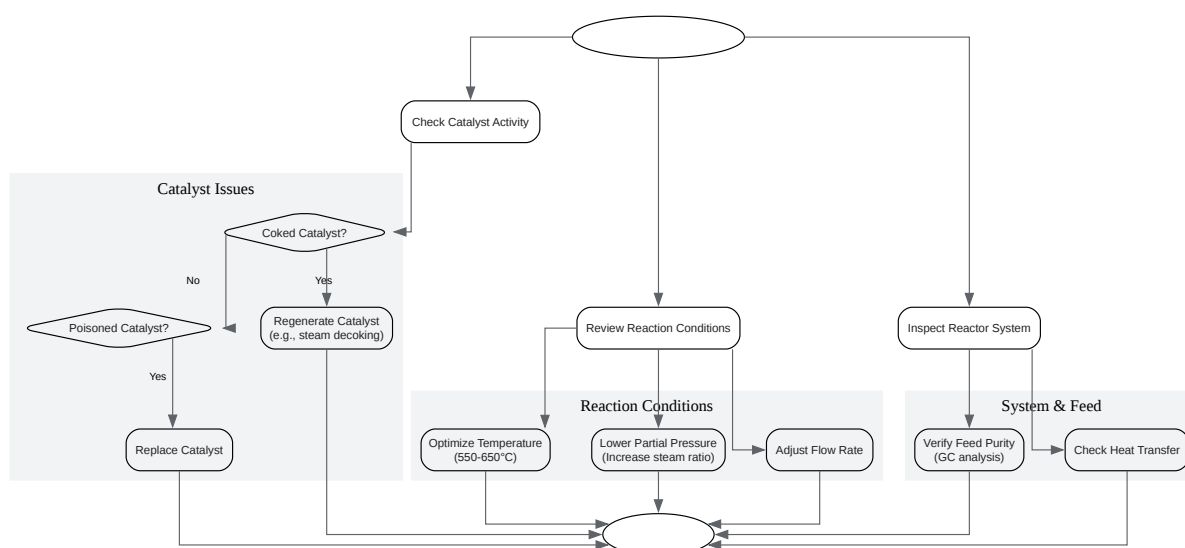 Check Catalyst Activity
Catalyst Issues
Coked Catalyst?
No
Yes
Poisoned Catalyst?
Regenerate Catalyst
(e.g., steam decoking)
Review Reaction Conditions
Inspect Reactor System
Yes
Reaction Conditions
System & Feed
Replace Catalyst
Optimize Temperature
(550-650°C)
Lower Partial Pressure
(Increase steam ratio)
Adjust Flow Rate
Verify Feed Purity
(GC analysis)
Check Heat Transfer